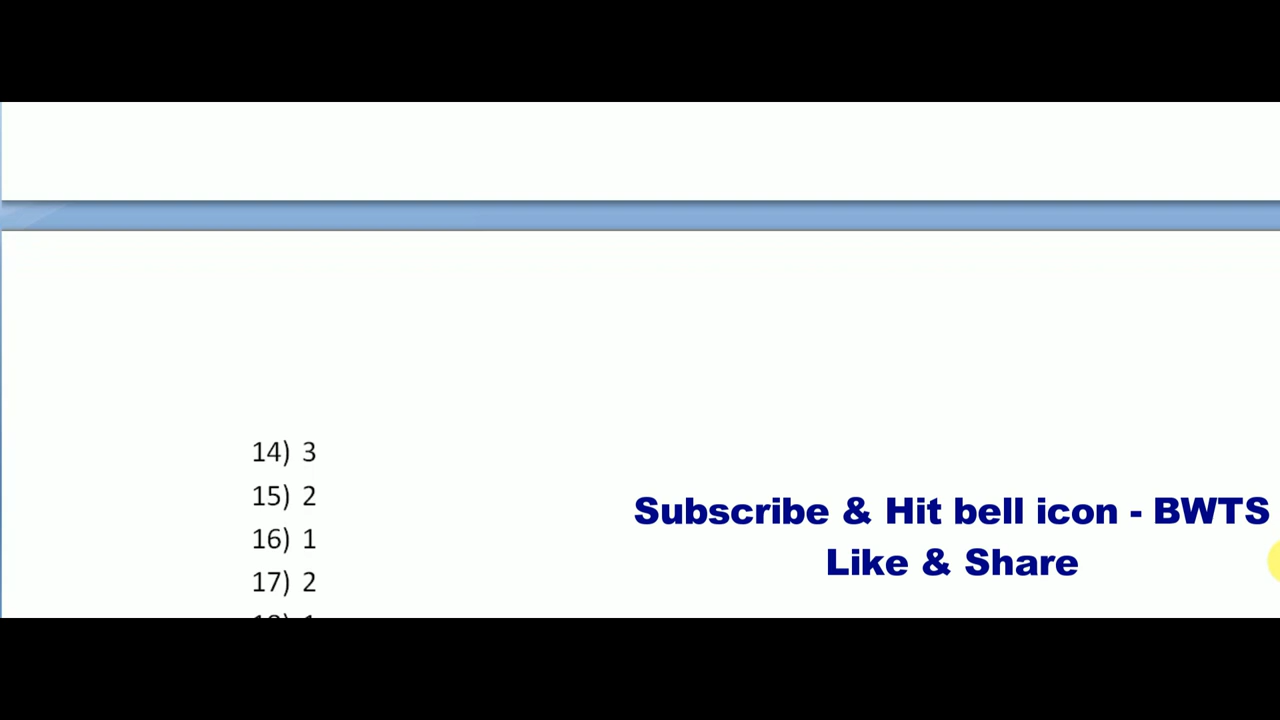 14) 3
15) 2
16) 1
17) 2
Subscribe & Hit bell icon - BWTS
Like & Share